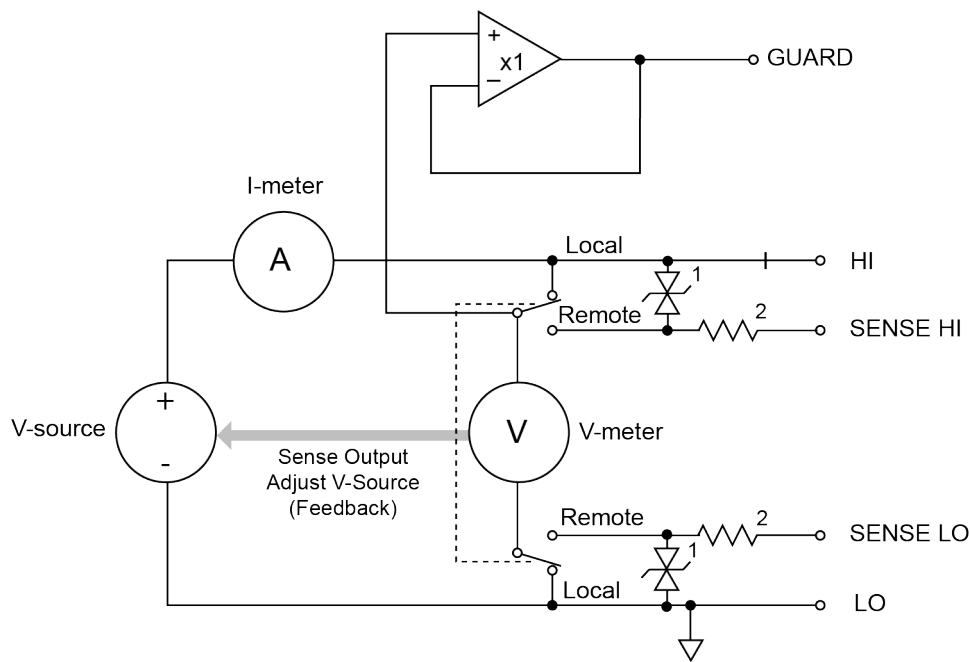 +
x1
−
GUARD
I-meter
A
Local
HI
1
2
Remote
SENSE HI
+
V-source
-
V
V-meter
Sense Output
Adjust V-Source
(Feedback)
Remote
2
SENSE LO
1
Local
LO